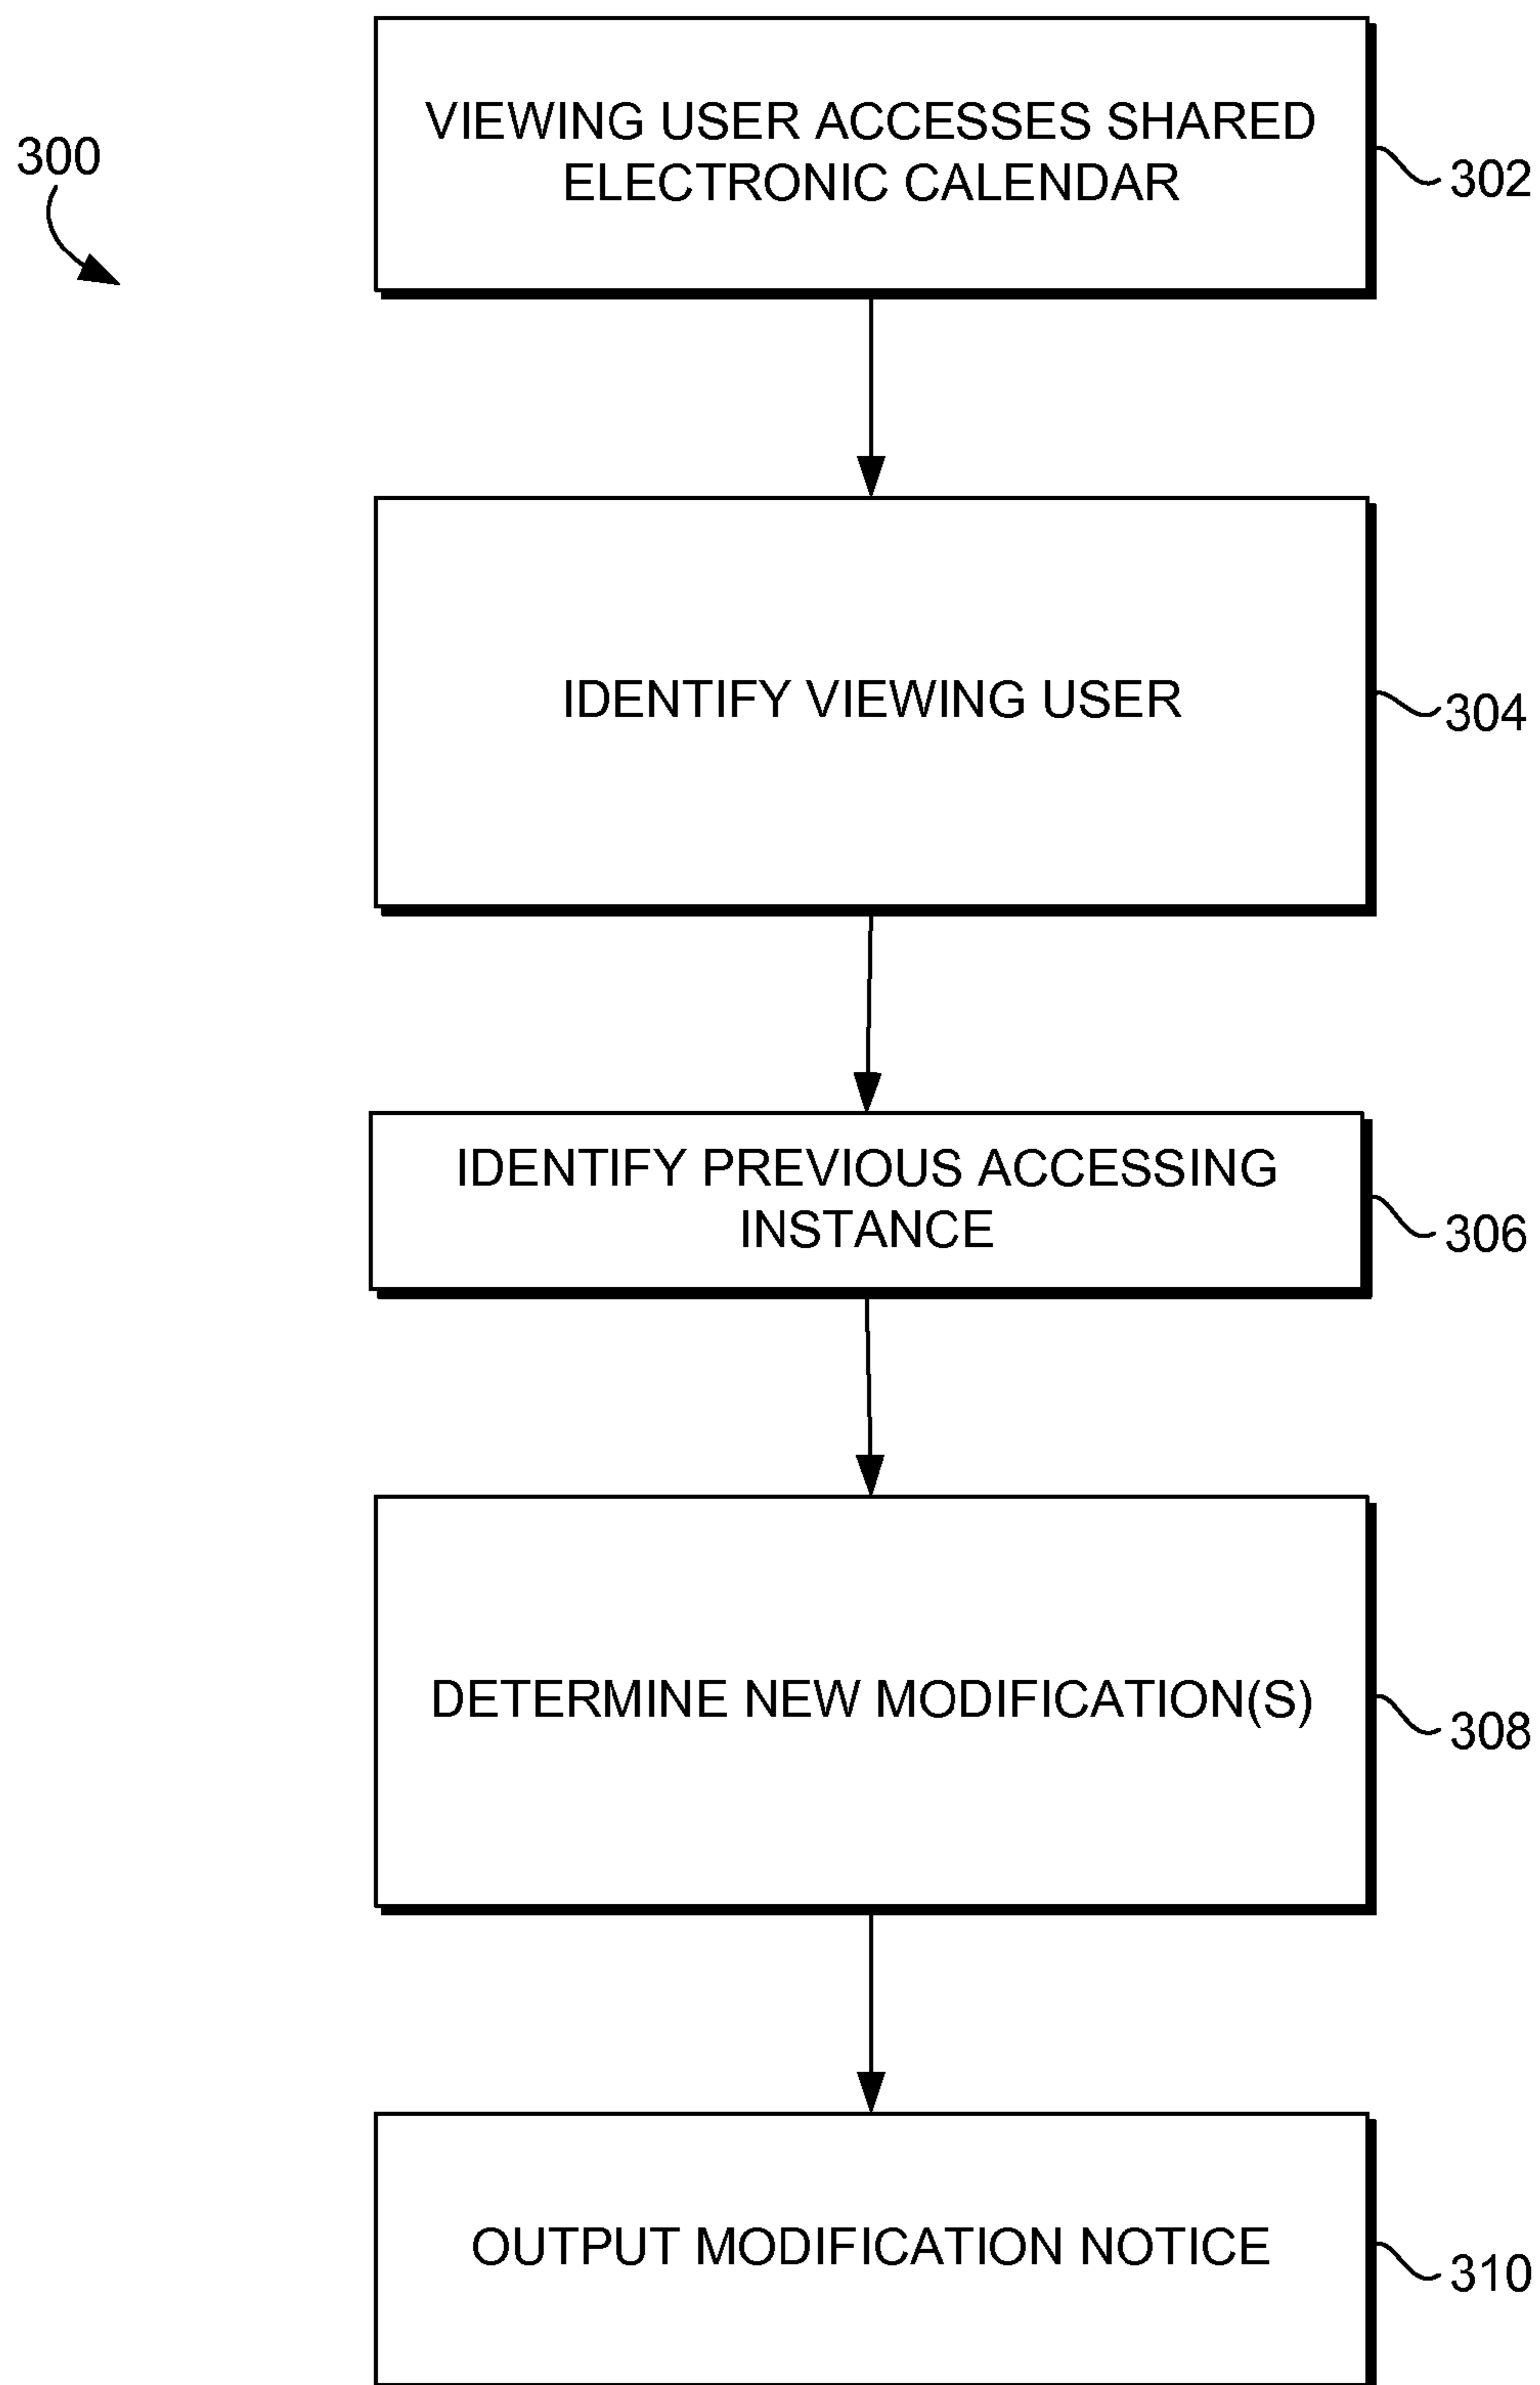 300
VIEWING USER ACCESSES SHARED
ELECTRONIC CALENDAR
302
IDENTIFY VIEWING USER
304
IDENTIFY PREVIOUS ACCESSING
INSTANCE
306
DETERMINE NEW MODIFICATION(S)
308
OUTPUT MODIFICATION NOTICE
310